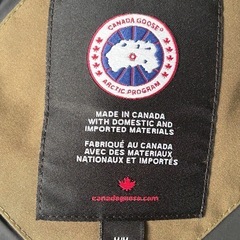 CANADA GOOSE
ARCTIC PROGRAM
MADE IN CANADA
WITH DOMESTIC AND
IMPORTED MATERIALS
FABRIQUÉ AU CANADA
AVEC DES MATERIAUX
NATIONAUX ET IMPORTÉS
canadagoose.com
M/M